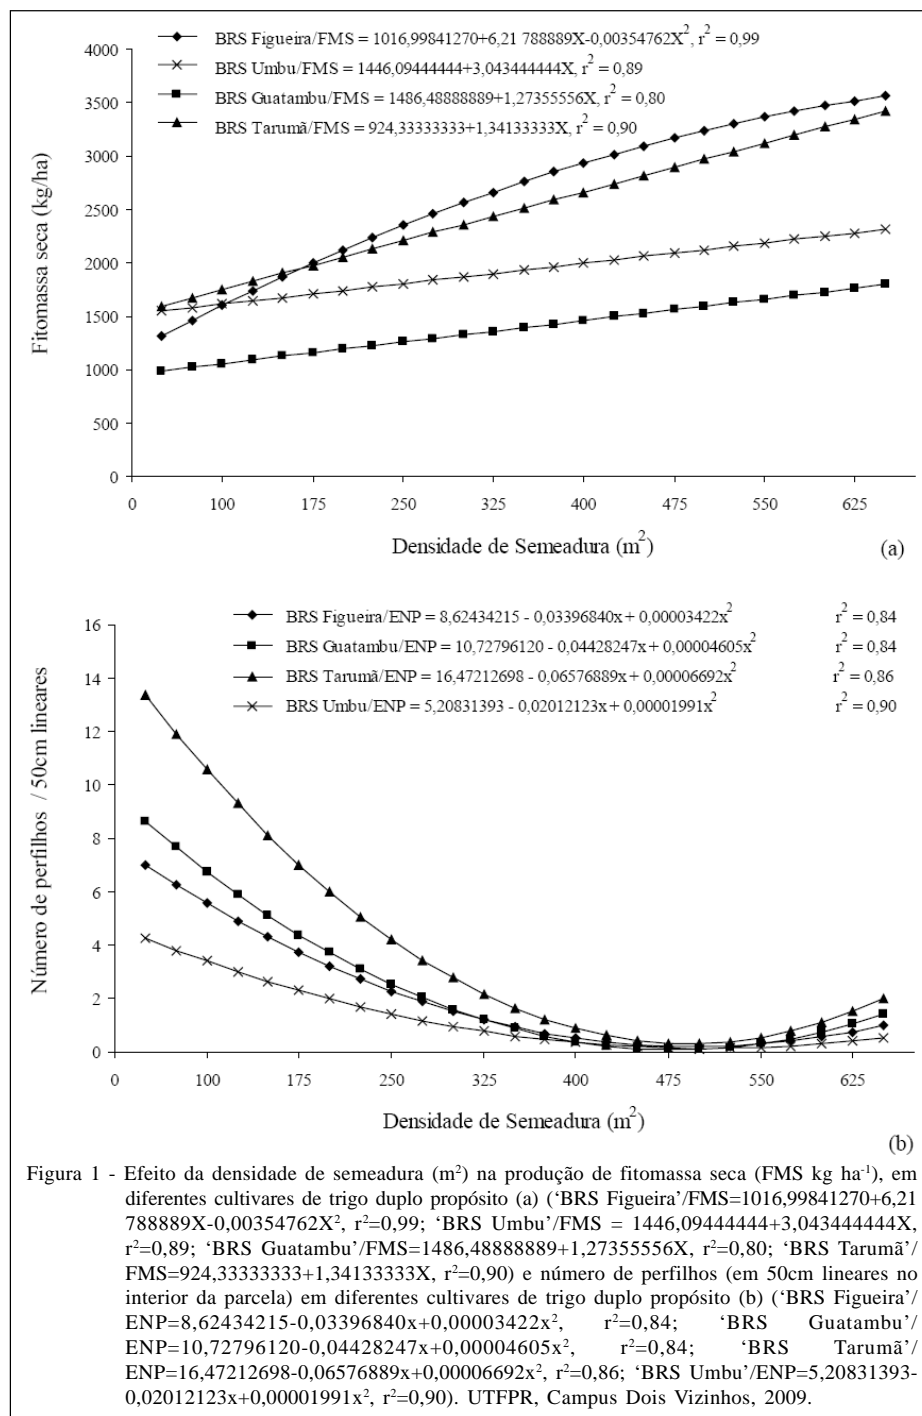 BRS Figueira/FMS = 1016,99841270+6,21 788889X-0,00354762X², r² = 0,99
BRS Umbu/FMS = 1446,09444444+3,043444444X, r² = 0,89
BRS Guatambu/FMS = 1486,48888889+1,27355556X, r² = 0,80
BRS Tarumã/FMS = 924,33333333+1,34133333X, r² = 0,90
4000
3500
3000
2500
2000
1500
1000
500
0
Fitomassa seca (kg/ha)
0 100 175 250 325 400 475 550 625
Densidade de Semeadura (m²)
(a)
BRS Figueira/ENP = 8,62434215 - 0,03396840x + 0,00003422x² r² = 0,84
BRS Guatambu/ENP = 10,72796120 - 0,04428247x + 0,00004605x² r² = 0,84
BRS Tarumã/ENP = 16,47212698 - 0,06576889x + 0,00006692x² r² = 0,86
BRS Umbu/ENP = 5,20831393 - 0,02012123x + 0,00001991x² r² = 0,90
16
14
12
10
8
6
4
2
0
Número de perfilhos / 50cm lineares
0 100 175 250 325 400 475 550 625
Densidade de Semeadura (m²)
(b)
Figura 1 - Efeito da densidade de semeadura (m²) na produção de fitomassa seca (FMS kg ha⁻¹), em
diferentes cultivares de trigo duplo propósito (a) (‘BRS Figueira’/FMS=1016,99841270+6,21
788889X-0,00354762X², r²=0,99; ‘BRS Umbu’/FMS = 1446,09444444+3,043444444X,
r²=0,89; ‘BRS Guatambu’/FMS=1486,48888889+1,27355556X, r²=0,80; ‘BRS Tarumã’/
FMS=924,33333333+1,34133333X, r²=0,90) e número de perfilhos (em 50cm lineares no
interior da parcela) em diferentes cultivares de trigo duplo propósito (b) (‘BRS Figueira’/
ENP=8,62434215-0,03396840x+0,00003422x², r²=0,84; ‘BRS Guatambu’/
ENP=10,72796120-0,04428247x+0,00004605x², r²=0,84; ‘BRS Tarumã’/
ENP=16,47212698-0,06576889x+0,00006692x², r²=0,86; ‘BRS Umbu’/ENP=5,20831393-
0,02012123x+0,00001991x², r²=0,90). UTFPR, Campus Dois Vizinhos, 2009.